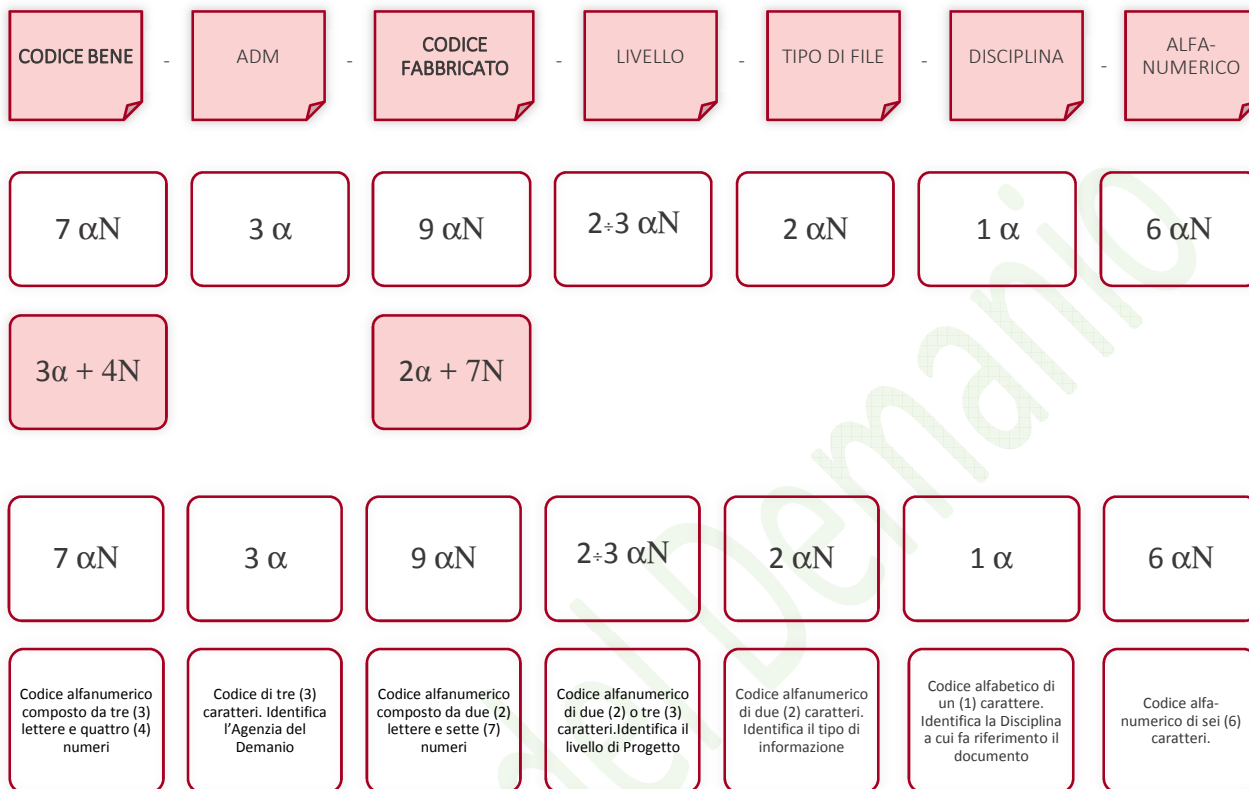 CODICE BENE - ADM - CODICE FABBRICATO - LIVELLO - TIPO DI FILE - DISCIPLINA - ALFA-NUMERICO
7 αN
3 α
9 αN
2÷3 αN
2 αN
1 α
6 αN
3α + 4N
2α + 7N
7 αN
3 α
9 αN
2÷3 αN
2 αN
1 α
6 αN
Codice alfanumerico
composto da tre (3)
lettere e quattro (4)
numeri
Codice di tre (3)
caratteri. Identifica
l'Agenzia del
Demanio
Codice alfanumerico
composto da due (2)
lettere e sette (7)
numeri
Codice alfanumerico
di due (2) o tre (3)
caratteri.Identifica il
livello di Progetto
Codice alfanumerico
di due (2) caratteri.
Identifica il tipo di
informazione
Codice alfabetico di
un (1) carattere.
Identifica la Disciplina
a cui fa riferimento il
documento
Codice alfa-
numerico di sei (6)
caratteri.
del Demanio